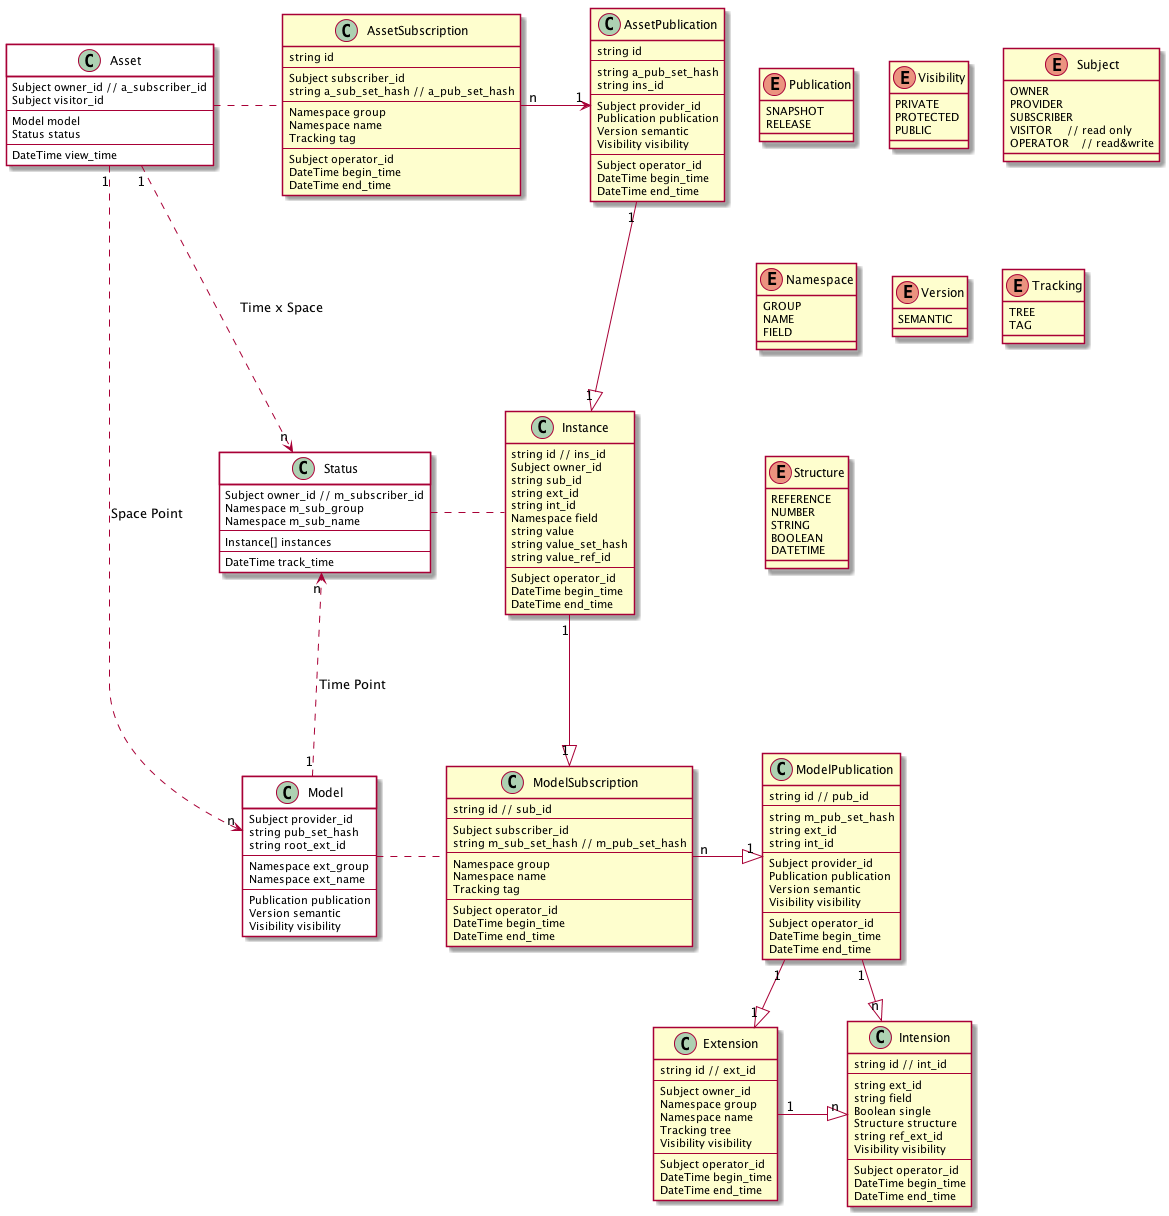 C Asset
Subject owner_id // a_subscriber_id
Subject visitor_id
Model model
Status status
DateTime view_time
C AssetSubscription
string id
Subject subscriber_id
string a_sub_set_hash // a_pub_set_hash
Namespace group
Namespace name
Tracking tag
Subject operator_id
DateTime begin_time
DateTime end_time
n 1
C AssetPublication
string id
string a_pub_set_hash
string ins_id
Subject provider_id
Publication publication
Version semantic
Visibility visibility
Subject operator_id
DateTime begin_time
DateTime end_time
E Publication
SNAPSHOT
RELEASE
E Visibility
PRIVATE
PROTECTED
PUBLIC
E Subject
OWNER
PROVIDER
SUBSCRIBER
VISITOR // read only
OPERATOR // read&write
1 1
1
Time x Space
n
1
E Namespace
GROUP
NAME
FIELD
E Version
SEMANTIC
E Tracking
TREE
TAG
C Status
Subject owner_id // m_subscriber_id
Namespace m_sub_group
Namespace m_sub_name
Instance[] instances
DateTime track_time
C Instance
string id // ins_id
Subject owner_id
string sub_id
string ext_id
string int_id
Namespace field
string value
string value_set_hash
string value_ref_id
Subject operator_id
DateTime begin_time
DateTime end_time
E Structure
REFERENCE
NUMBER
STRING
BOOLEAN
DATETIME
Space Point
n
Time Point
1
1
1
n
C Model
Subject provider_id
string pub_set_hash
string root_ext_id
Namespace ext_group
Namespace ext_name
Publication publication
Version semantic
Visibility visibility
C ModelSubscription
string id // sub_id
Subject subscriber_id
string m_sub_set_hash // m_pub_set_hash
Namespace group
Namespace name
Tracking tag
Subject operator_id
DateTime begin_time
DateTime end_time
n 1
C ModelPublication
string id // pub_id
string m_pub_set_hash
string ext_id
string int_id
Subject provider_id
Publication publication
Version semantic
Visibility visibility
Subject operator_id
DateTime begin_time
DateTime end_time
1 1
1 n
C Extension
string id // ext_id
Subject owner_id
Namespace group
Namespace name
Tracking tree
Visibility visibility
Subject operator_id
DateTime begin_time
DateTime end_time
1 n
C Intension
string id // int_id
string ext_id
string field
Boolean single
Structure structure
string ref_ext_id
Visibility visibility
Subject operator_id
DateTime begin_time
DateTime end_time